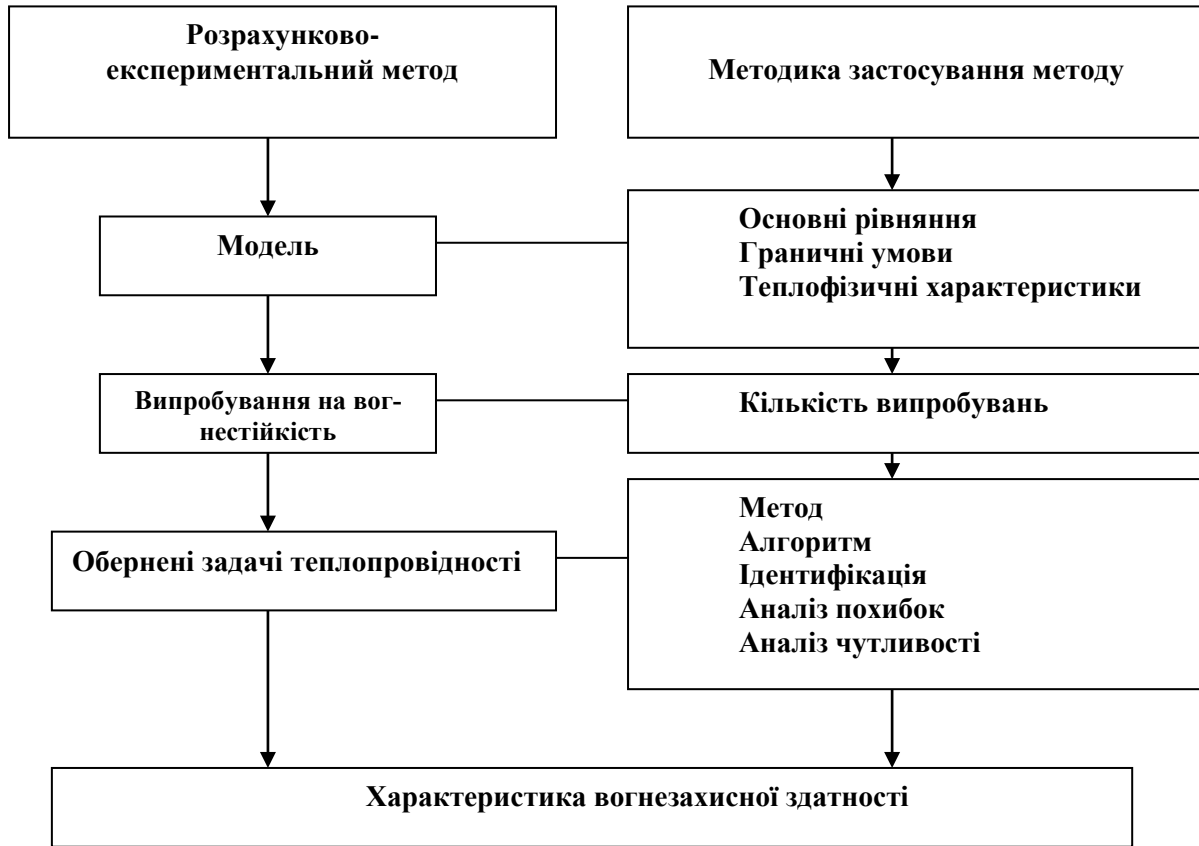 Розрахунково-
експериментальний метод
Методика застосування методу
Модель
Основні рівняння
Граничні умови
Теплофізичні характеристики
Випробування на вог-
нестійкість
Кількість випробувань
Обернені задачі теплопровідності
Метод
Алгоритм
Ідентифікація
Аналіз похибок
Аналіз чутливості
Характеристика вогнезахисної здатності